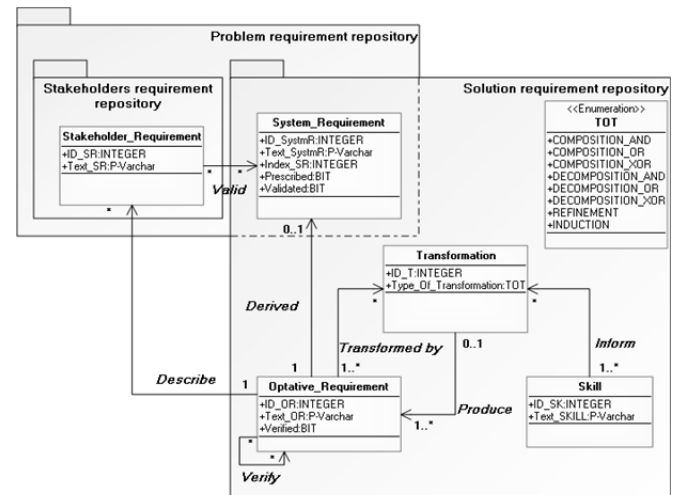 Problem requirement repository
Stakeholders requirement
repository
Solution requirement repository
<<Enumeration>>
TOT
+COMPOSITION_AND
+COMPOSITION_OR
+COMPOSITION_XOR
+DECOMPOSITION_AND
+DECOMPOSITION_OR
+DECOMPOSITION_XOR
+REFINEMENT
+INDUCTION
Stakeholder_Requirement
+ID_SR:INTEGER
+Text_SR:P-Varchar
System_Requirement
+ID_SystmR:INTEGER
+Text_SystmR:P-Varchar
+Index_SR:INTEGER
+Prescribed:BIT
+Validated:BIT
* *
Valid
*
0..1
Transformation
+ID_T:INTEGER
+Type_Of_Transformation:TOT
* *
Derived
Transformed by
0..1
Inform
Describe
1
1
1..*
1..*
Optative_Requirement
+ID_OR:INTEGER
+Text_OR:P-Varchar
+Verified:BIT
Produce
1..*
Skill
+ID_SK:INTEGER
+Text_SKILL:P-Varchar
* *
Verify